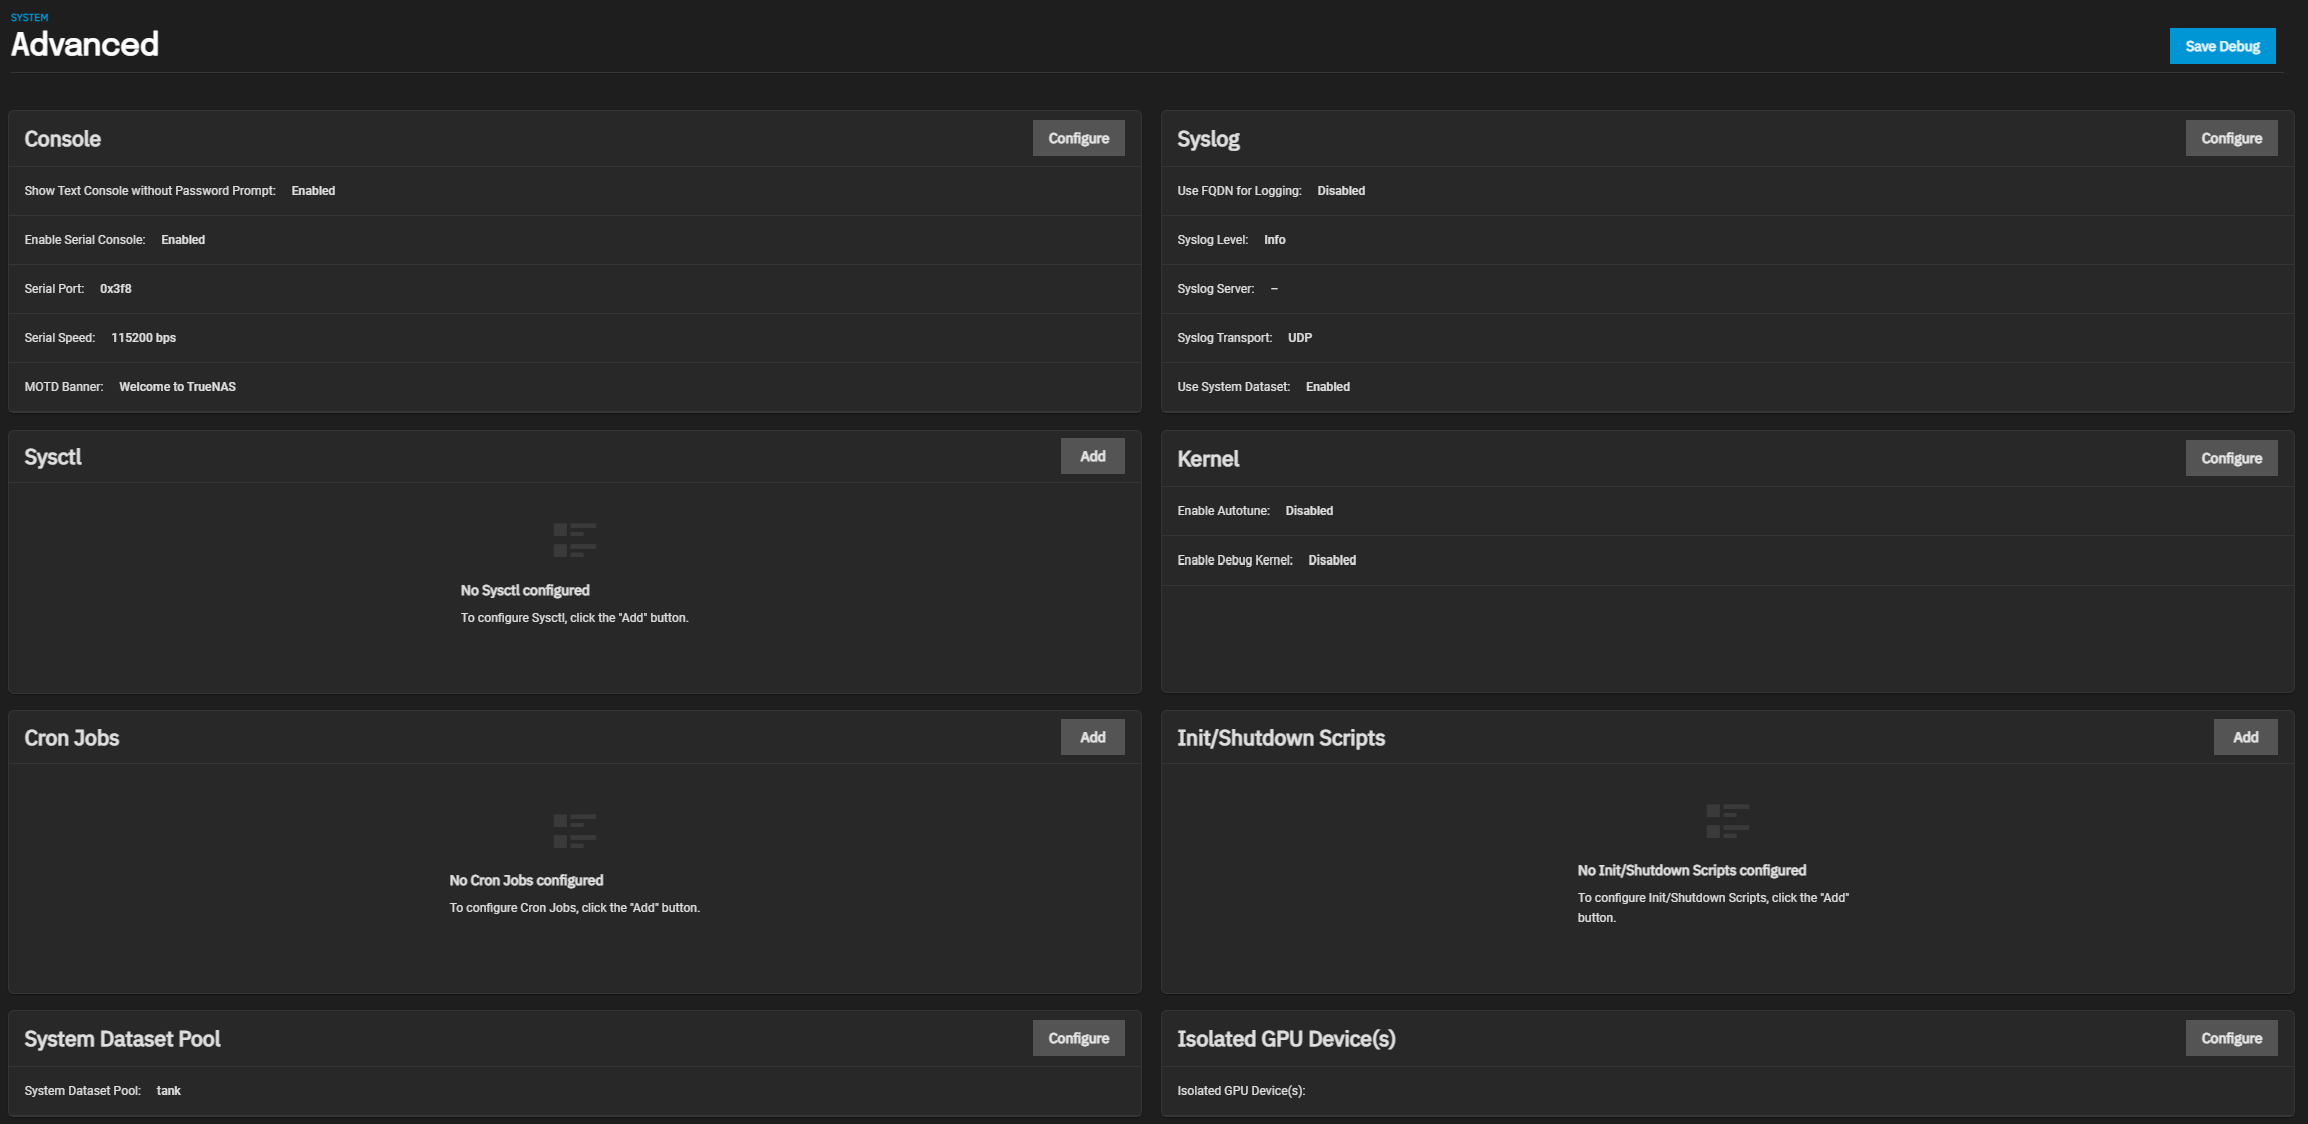 SYSTEM
Advanced
Save Debug
Console
Configure
Show Text Console without Password Prompt: Enabled
Enable Serial Console: Enabled
Serial Port: 0x3f8
Serial Speed: 115200 bps
MOTD Banner: Welcome to TrueNAS
Syslog
Configure
Use FQDN for Logging: Disabled
Syslog Level: Info
Syslog Server: –
Syslog Transport: UDP
Use System Dataset: Enabled
Sysctl
Add
No Sysctl configured
To configure Sysctl, click the "Add" button.
Kernel
Configure
Enable Autotune: Disabled
Enable Debug Kernel: Disabled
Cron Jobs
Add
No Cron Jobs configured
To configure Cron Jobs, click the "Add" button.
Init/Shutdown Scripts
Add
No Init/Shutdown Scripts configured
To configure Init/Shutdown Scripts, click the "Add"
button.
System Dataset Pool
Configure
System Dataset Pool: tank
Isolated GPU Device(s)
Configure
Isolated GPU Device(s):